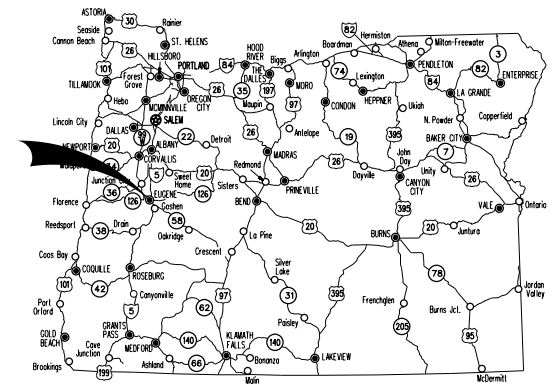 ASTORIA
30
Rainier
Seaside
Cannon Beach
26
ST. HELENS
HILLSBORO
PORTLAND
82
Hermiston
Boardman
Athena
Milton-Freewater
3
HOOD
RIVER
THE
DALLES
Biggs
Arlington
84
101
TILLAMOOK
Forest
Grove
26
OREGON
CITY
35
197
MORO
74
Lexington
PENDLETON
84
82
ENTERPRISE
Hebo
MCMINNVILLE
Maupin
97
CONDON
HEPPNER
LA GRANDE
Lincoln City
SALEM
Ukiah
N. Powder
Copperfield
DALLAS
99
22
Detroit
26
Antelope
19
395
BAKER CITY
NEWPORT
20
ALBANY
CORVALLIS
MADRAS
John
Day
7
5
Sweet
Home
20
Redmond
26
Dayville
Unity
26
Junction
36
126
EUGENE
126
Sisters
PRINEVILLE
CANYON
CITY
Florence
Goshen
BEND
395
VALE
Ontario
Reedsport
38
Drain
58
Oakridge
20
BURNS
20
Juntura
La Pine
Coos Bay
Crescent
Silver
Lake
COQUILLE
ROSEBURG
78
101
42
Canyonville
97
31
395
Frenchglen
Burns Jct.
Jordan
Valley
Port
Orford
5
62
Paisley
GOLD
BEACH
GRANTS
PASS
205
95
140
KLAMATH
FALLS
140
MEDFORD
Cave
Junction
Bonanza
LAKEVIEW
Brookings
199
Ashland
66
Malin
McDermitt